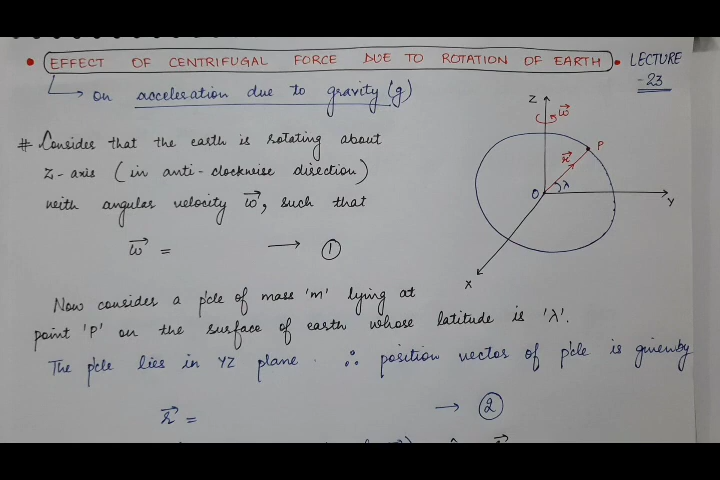 • EFFECT OF CENTRIFUGAL FORCE DUE TO ROTATION OF EARTH •
LECTURE
-23
on acceleration due to gravity (g)
# Consider that the earth is rotating about
Z-axis (in anti-clockwise direction)
with angular velocity ω⃗, such that
ω⃗ = → ①
Z
ω⃗
P
r⃗
O
λ
Y
X
Now consider a p'cle of mass 'm' lying at
point 'P' on the surface of earth whose latitude is 'λ'.
The p'cle lies in YZ plane. ∴ position vector of p'cle is given by
r⃗ = → ②